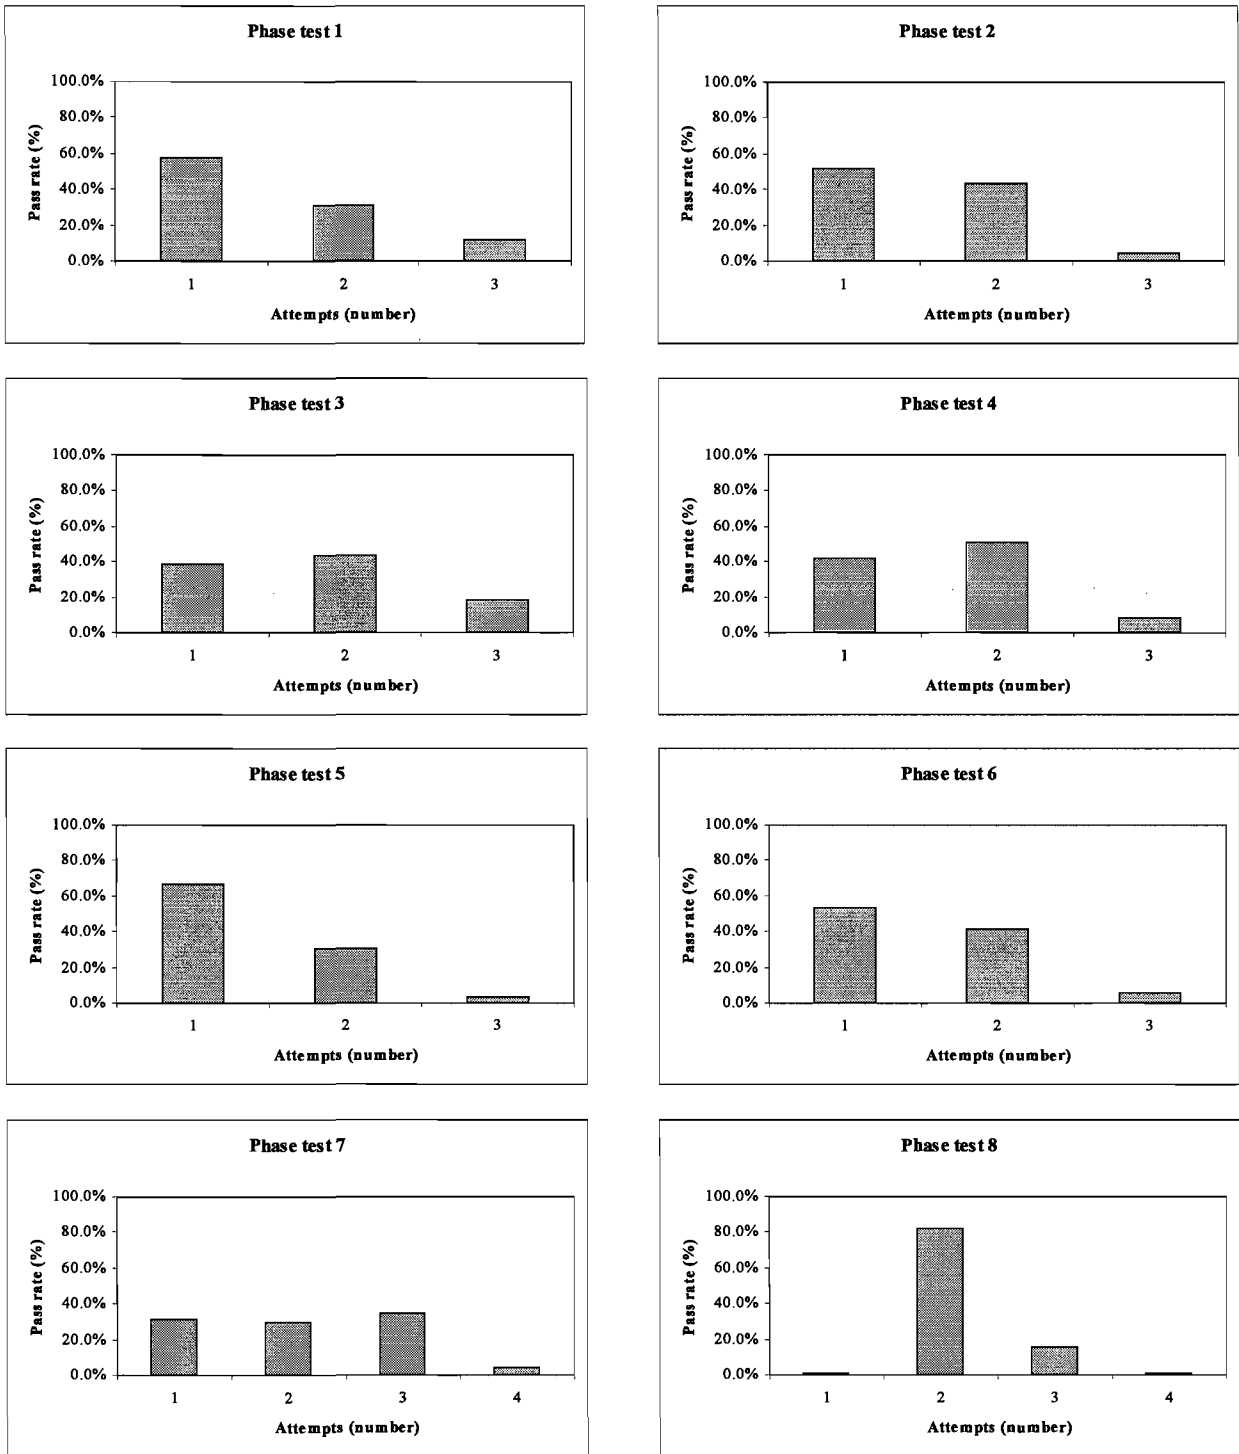 Phase test 1
100.0%
80.0%
60.0%
40.0%
20.0%
0.0%
Pass rate (%)
1 2 3
Attempts (number)
Phase test 2
100.0%
80.0%
60.0%
40.0%
20.0%
0.0%
Pass rate (%)
1 2 3
Attempts (number)
Phase test 3
100.0%
80.0%
60.0%
40.0%
20.0%
0.0%
Pass rate (%)
1 2 3
Attempts (number)
Phase test 4
100.0%
80.0%
60.0%
40.0%
20.0%
0.0%
Pass rate (%)
1 2 3
Attempts (number)
Phase test 5
100.0%
80.0%
60.0%
40.0%
20.0%
0.0%
Pass rate (%)
1 2 3
Attempts (number)
Phase test 6
100.0%
80.0%
60.0%
40.0%
20.0%
0.0%
Pass rate (%)
1 2 3
Attempts (number)
Phase test 7
100.0%
80.0%
60.0%
40.0%
20.0%
0.0%
Pass rate (%)
1 2 3 4
Attempts (number)
Phase test 8
100.0%
80.0%
60.0%
40.0%
20.0%
0.0%
Pass rate (%)
1 2 3 4
Attempts (number)